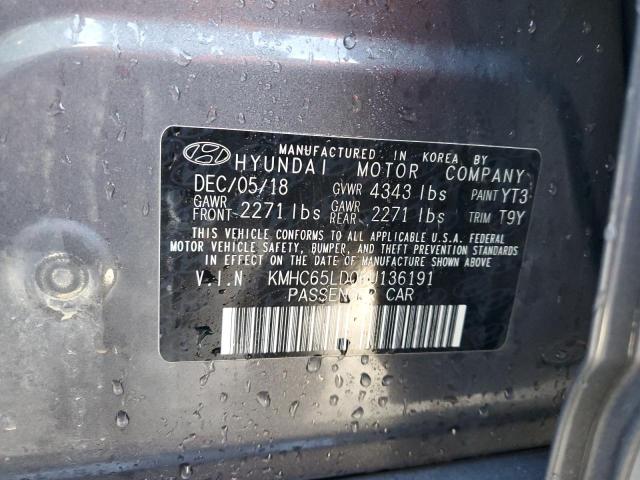 MANUFACTURED IN KOREA BY
HYUNDAI MOTOR COMPANY
DEC/05/18 GVWR 4343 lbs PAINT YT3
GAWR FRONT 2271 lbs GAWR REAR 2271 lbs TRIM T9Y
THIS VEHICLE CONFORMS TO ALL APPLICABLE U.S.A. FEDERAL
MOTOR VEHICLE SAFETY, BUMPER, AND THEFT PREVENTION STANDARDS
IN EFFECT ON THE DATE OF MANUFACTURE SHOWN ABOVE.
V.I.N
PASSENGER CAR